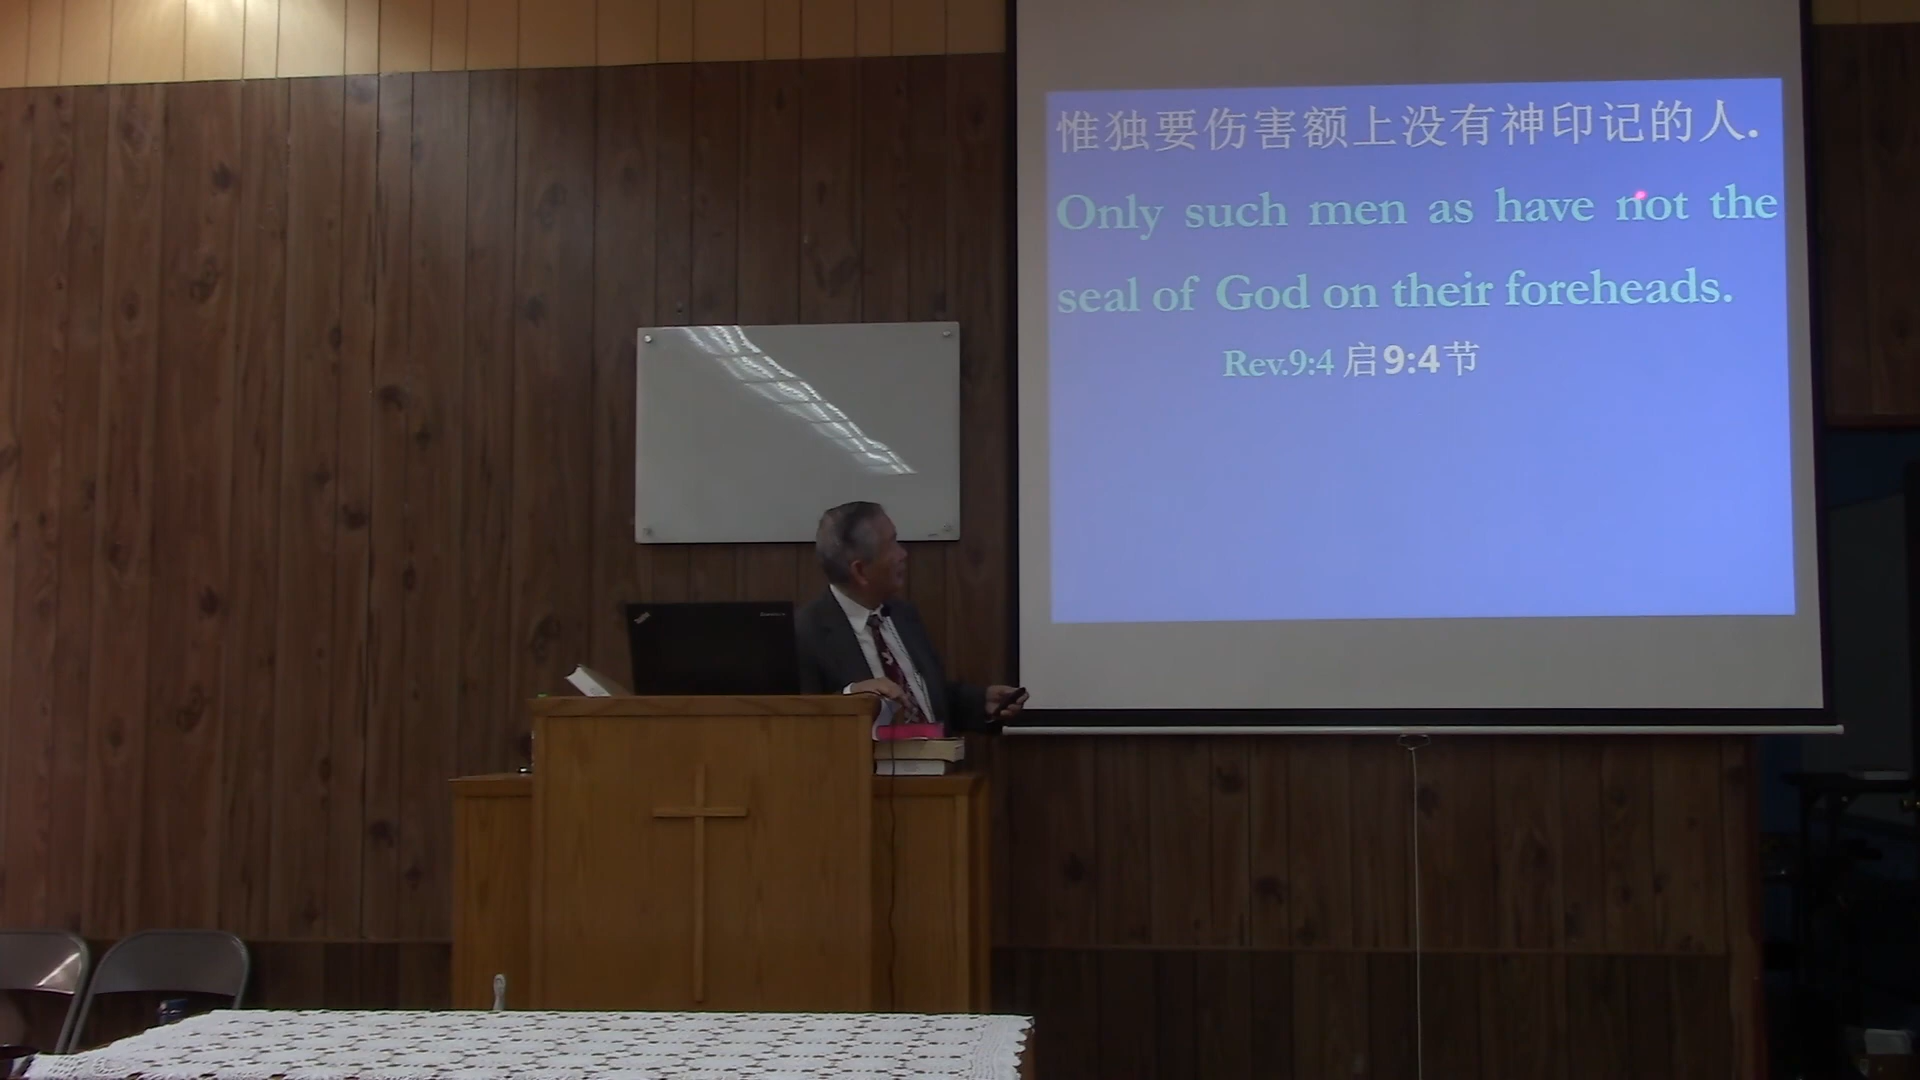 惟独要伤害额上没有神印记的人.
Only such men as have not the
seal of God on their foreheads.
Rev.9:4 启9:4节